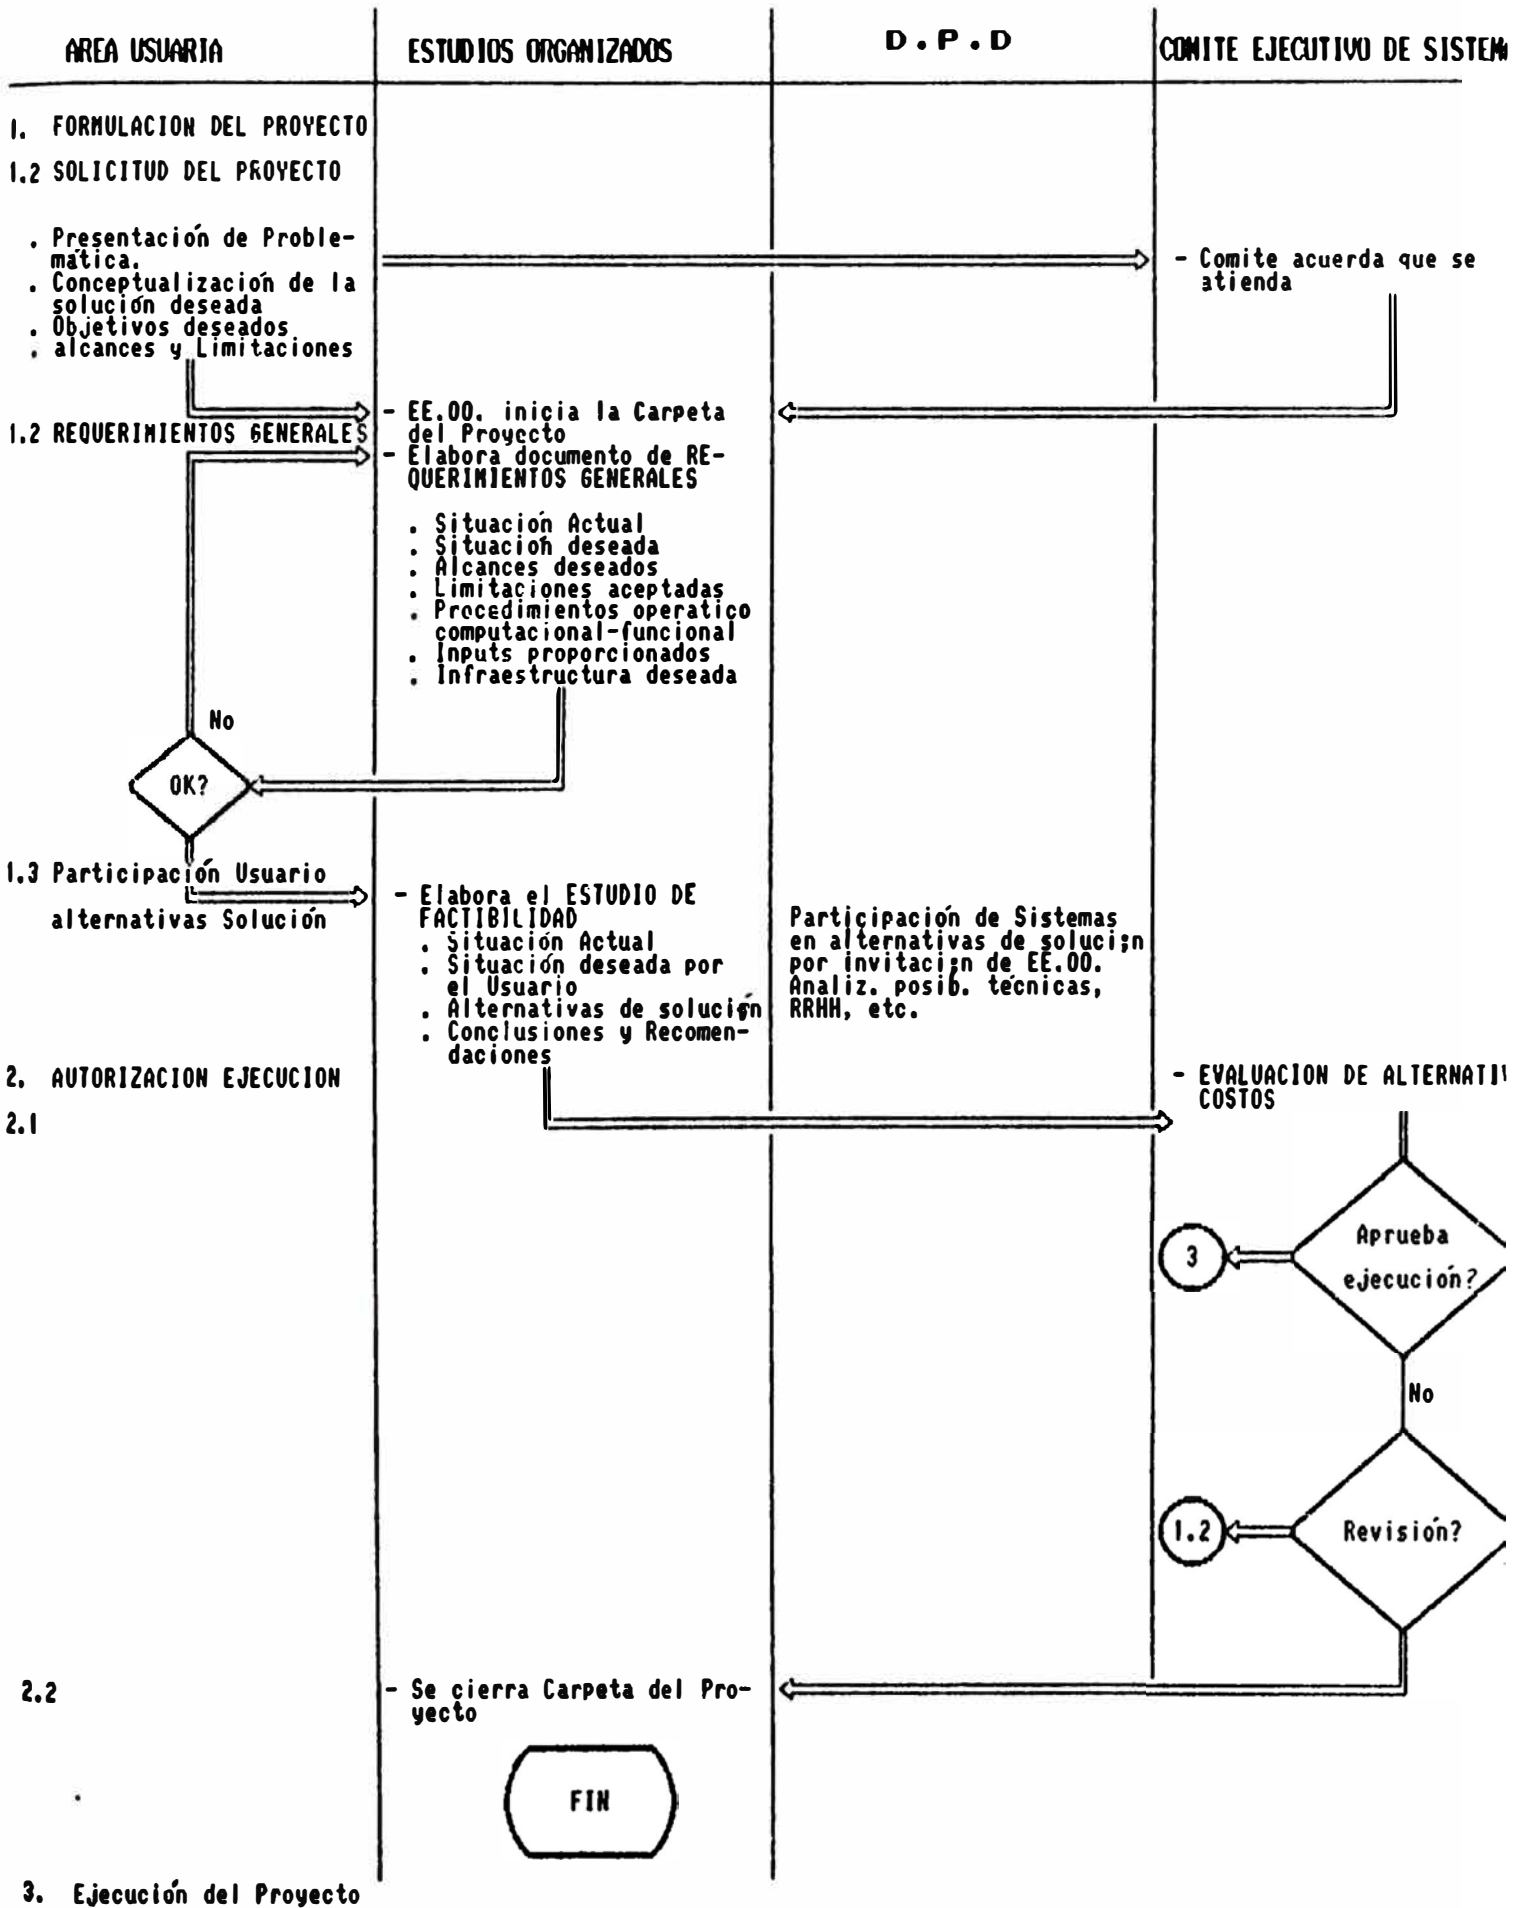 AREA USUARIA
ESTUDIOS ORGANIZADOS
D.P.D
COMITE EJECUTIVO DE SISTEMA
1. FORMULACION DEL PROYECTO
1.2 SOLICITUD DEL PROYECTO
. Presentación de Proble-
mática.
. Conceptualización de la
solución deseada
. Objetivos deseados
. alcances y Limitaciones
- Comite acuerda que se
atienda
1.2 REQUERIMIENTOS GENERALES
- EE.OO. inicia la Carpeta
del Proyecto
- Elabora documento de RE-
QUERIMIENTOS GENERALES
. Situación Actual
. Situación deseada
. Alcances deseados
. Limitaciones aceptadas
. Procedimientos operatico
computacional-funcional
. Inputs proporcionados
. Infraestructura deseada
No
OK?
1.3 Participación Usuario
alternativas Solución
- Elabora el ESTUDIO DE
FACTIBILIDAD
. Situación Actual
. Situación deseada por
el Usuario
. Alternativas de solución
. Conclusiones y Recomen-
daciones
Participación de Sistemas
en alternativas de soluci;n
por invitaci;n de EE.OO.
Analiz. posib. técnicas,
RRHH, etc.
2. AUTORIZACION EJECUCION
2.1
- EVALUACION DE ALTERNATIV
COSTOS
Aprueba
ejecución?
3
No
Revisión?
1.2
2.2
- Se cierra Carpeta del Pro-
yecto
FIN
3. Ejecución del Proyecto